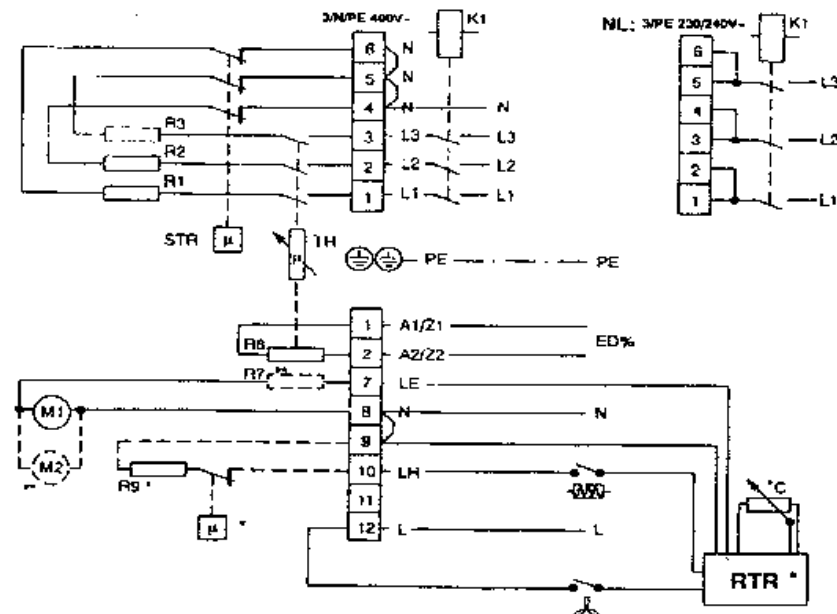 3/N/PE 400V~ K1
NL: 3/PE 230/240V~ K1
6 N
5 N
4 N N
R3 3 L3 L3
R2 2 L2 L2
R1 1 L1 L1
6
5 L3
4
3 L2
2
1 L1
STR µ
TH
PE PE
1 A1/Z1
ED%
R6 2 A2/Z2
R7 7 LE
M1 8 N N
M2 9
R9 * 10 LH
11
µ *
12 L L
°C
RTR *